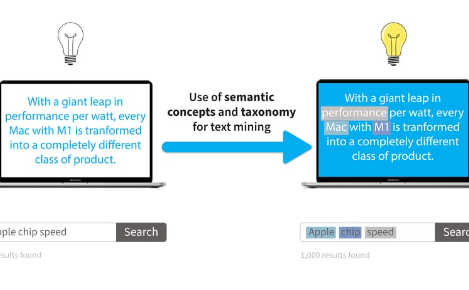 With a giant leap in
performance per watt, every
Mac with M1 is tranformed
into a completely different
class of product.
Use of semantic
concepts and taxonomy
for text mining
With a giant leap in
performance per watt, every
Mac with M1 is tranformed
into a completely different
class of product.
pple chip speed
Search
esults found
Apple chip speed
Searc
1,000 results found